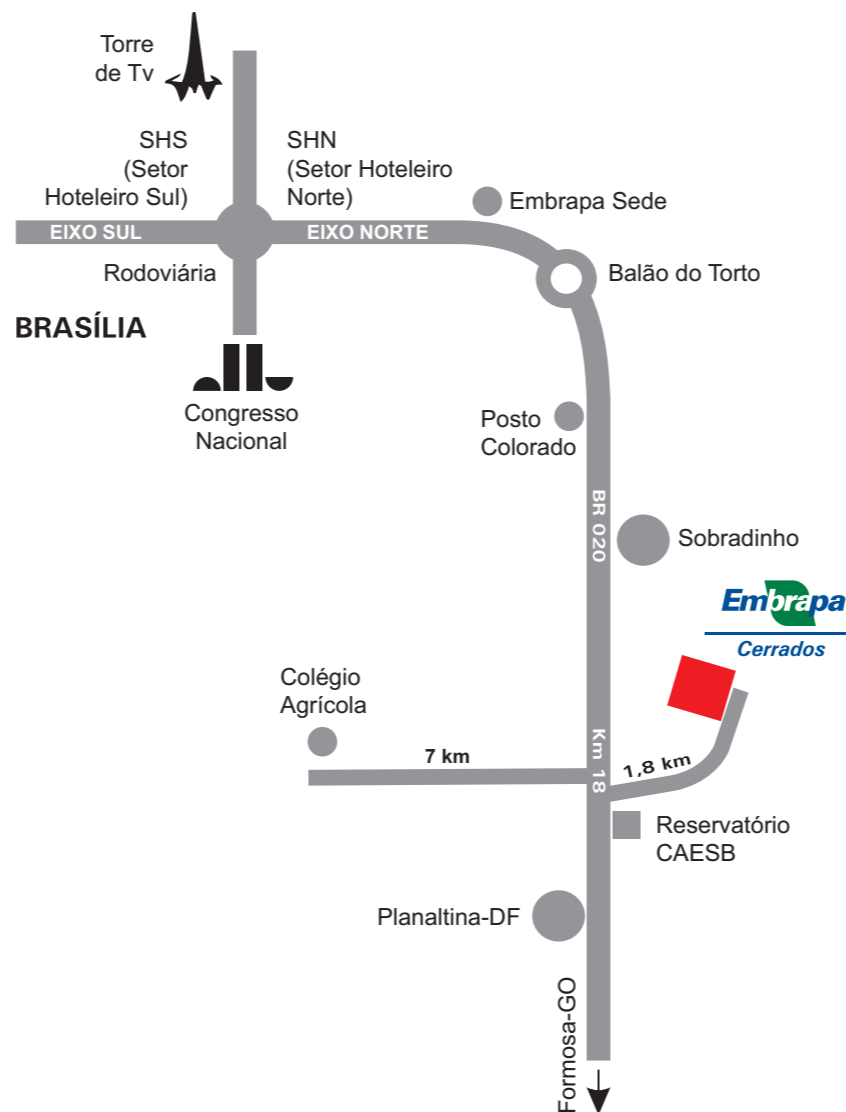 Torre
de Tv
SHS
(Setor
Hoteleiro Sul)
SHN
(Setor Hoteleiro
Norte)
Embrapa Sede
EIXO SUL
EIXO NORTE
Rodoviária
Balão do Torto
BRASÍLIA
Congresso
Nacional
Posto
Colorado
BR 020
Sobradinho
Embrapa
Cerrados
Colégio
Agrícola
7 km
Km 18
1,8 km
Reservatório
CAESB
Planaltina-DF
Formosa-GO